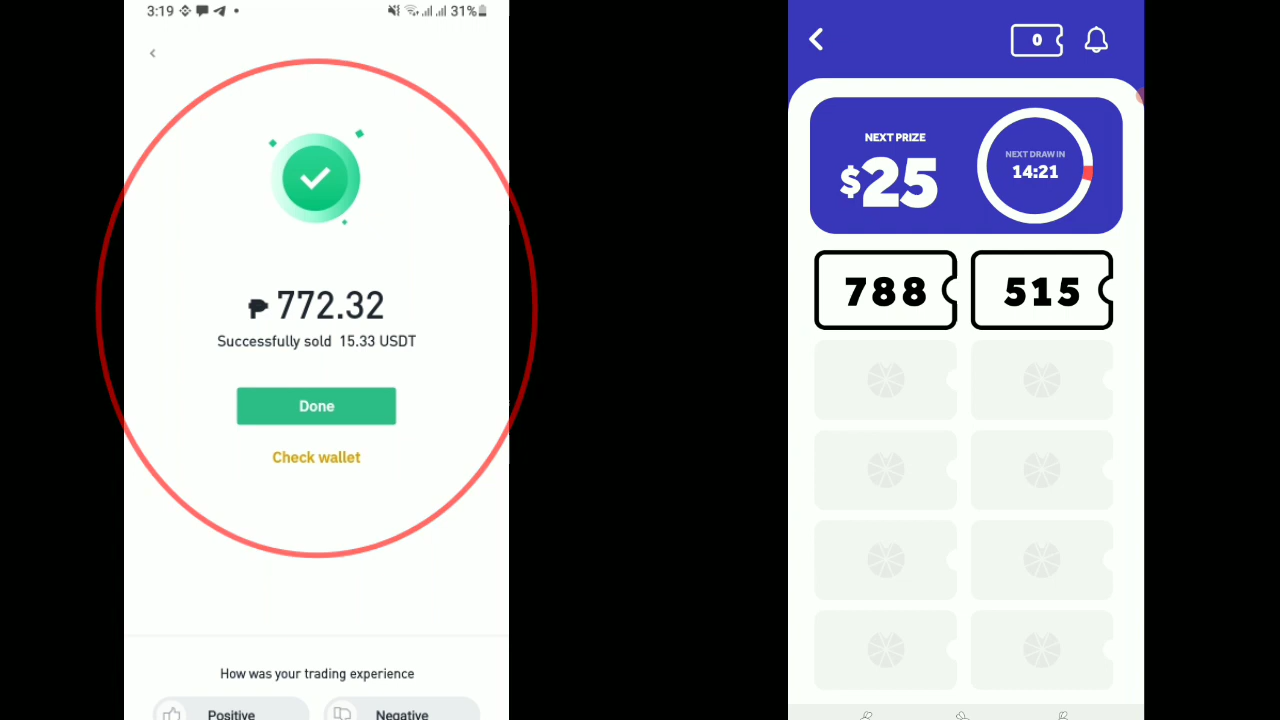 3:19
31%
₱ 772.32
Successfully sold 15.33 USDT
Done
Check wallet
How was your trading experience
Positive
Negative
0
NEXT PRIZE
$25
NEXT DRAW IN
14:21
788
515